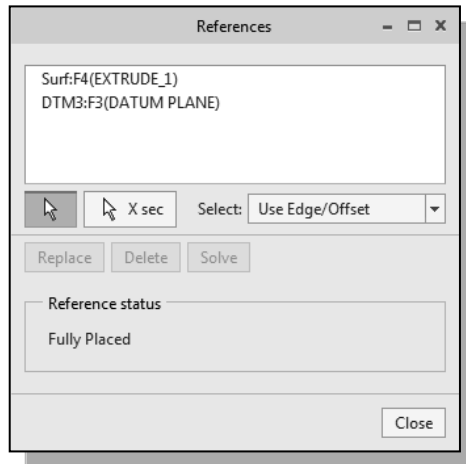 References
Surf:F4(EXTRUDE_1)
DTM3:F3(DATUM PLANE)
X sec Select: Use Edge/Offset
Replace Delete Solve
Reference status
Fully Placed
Close